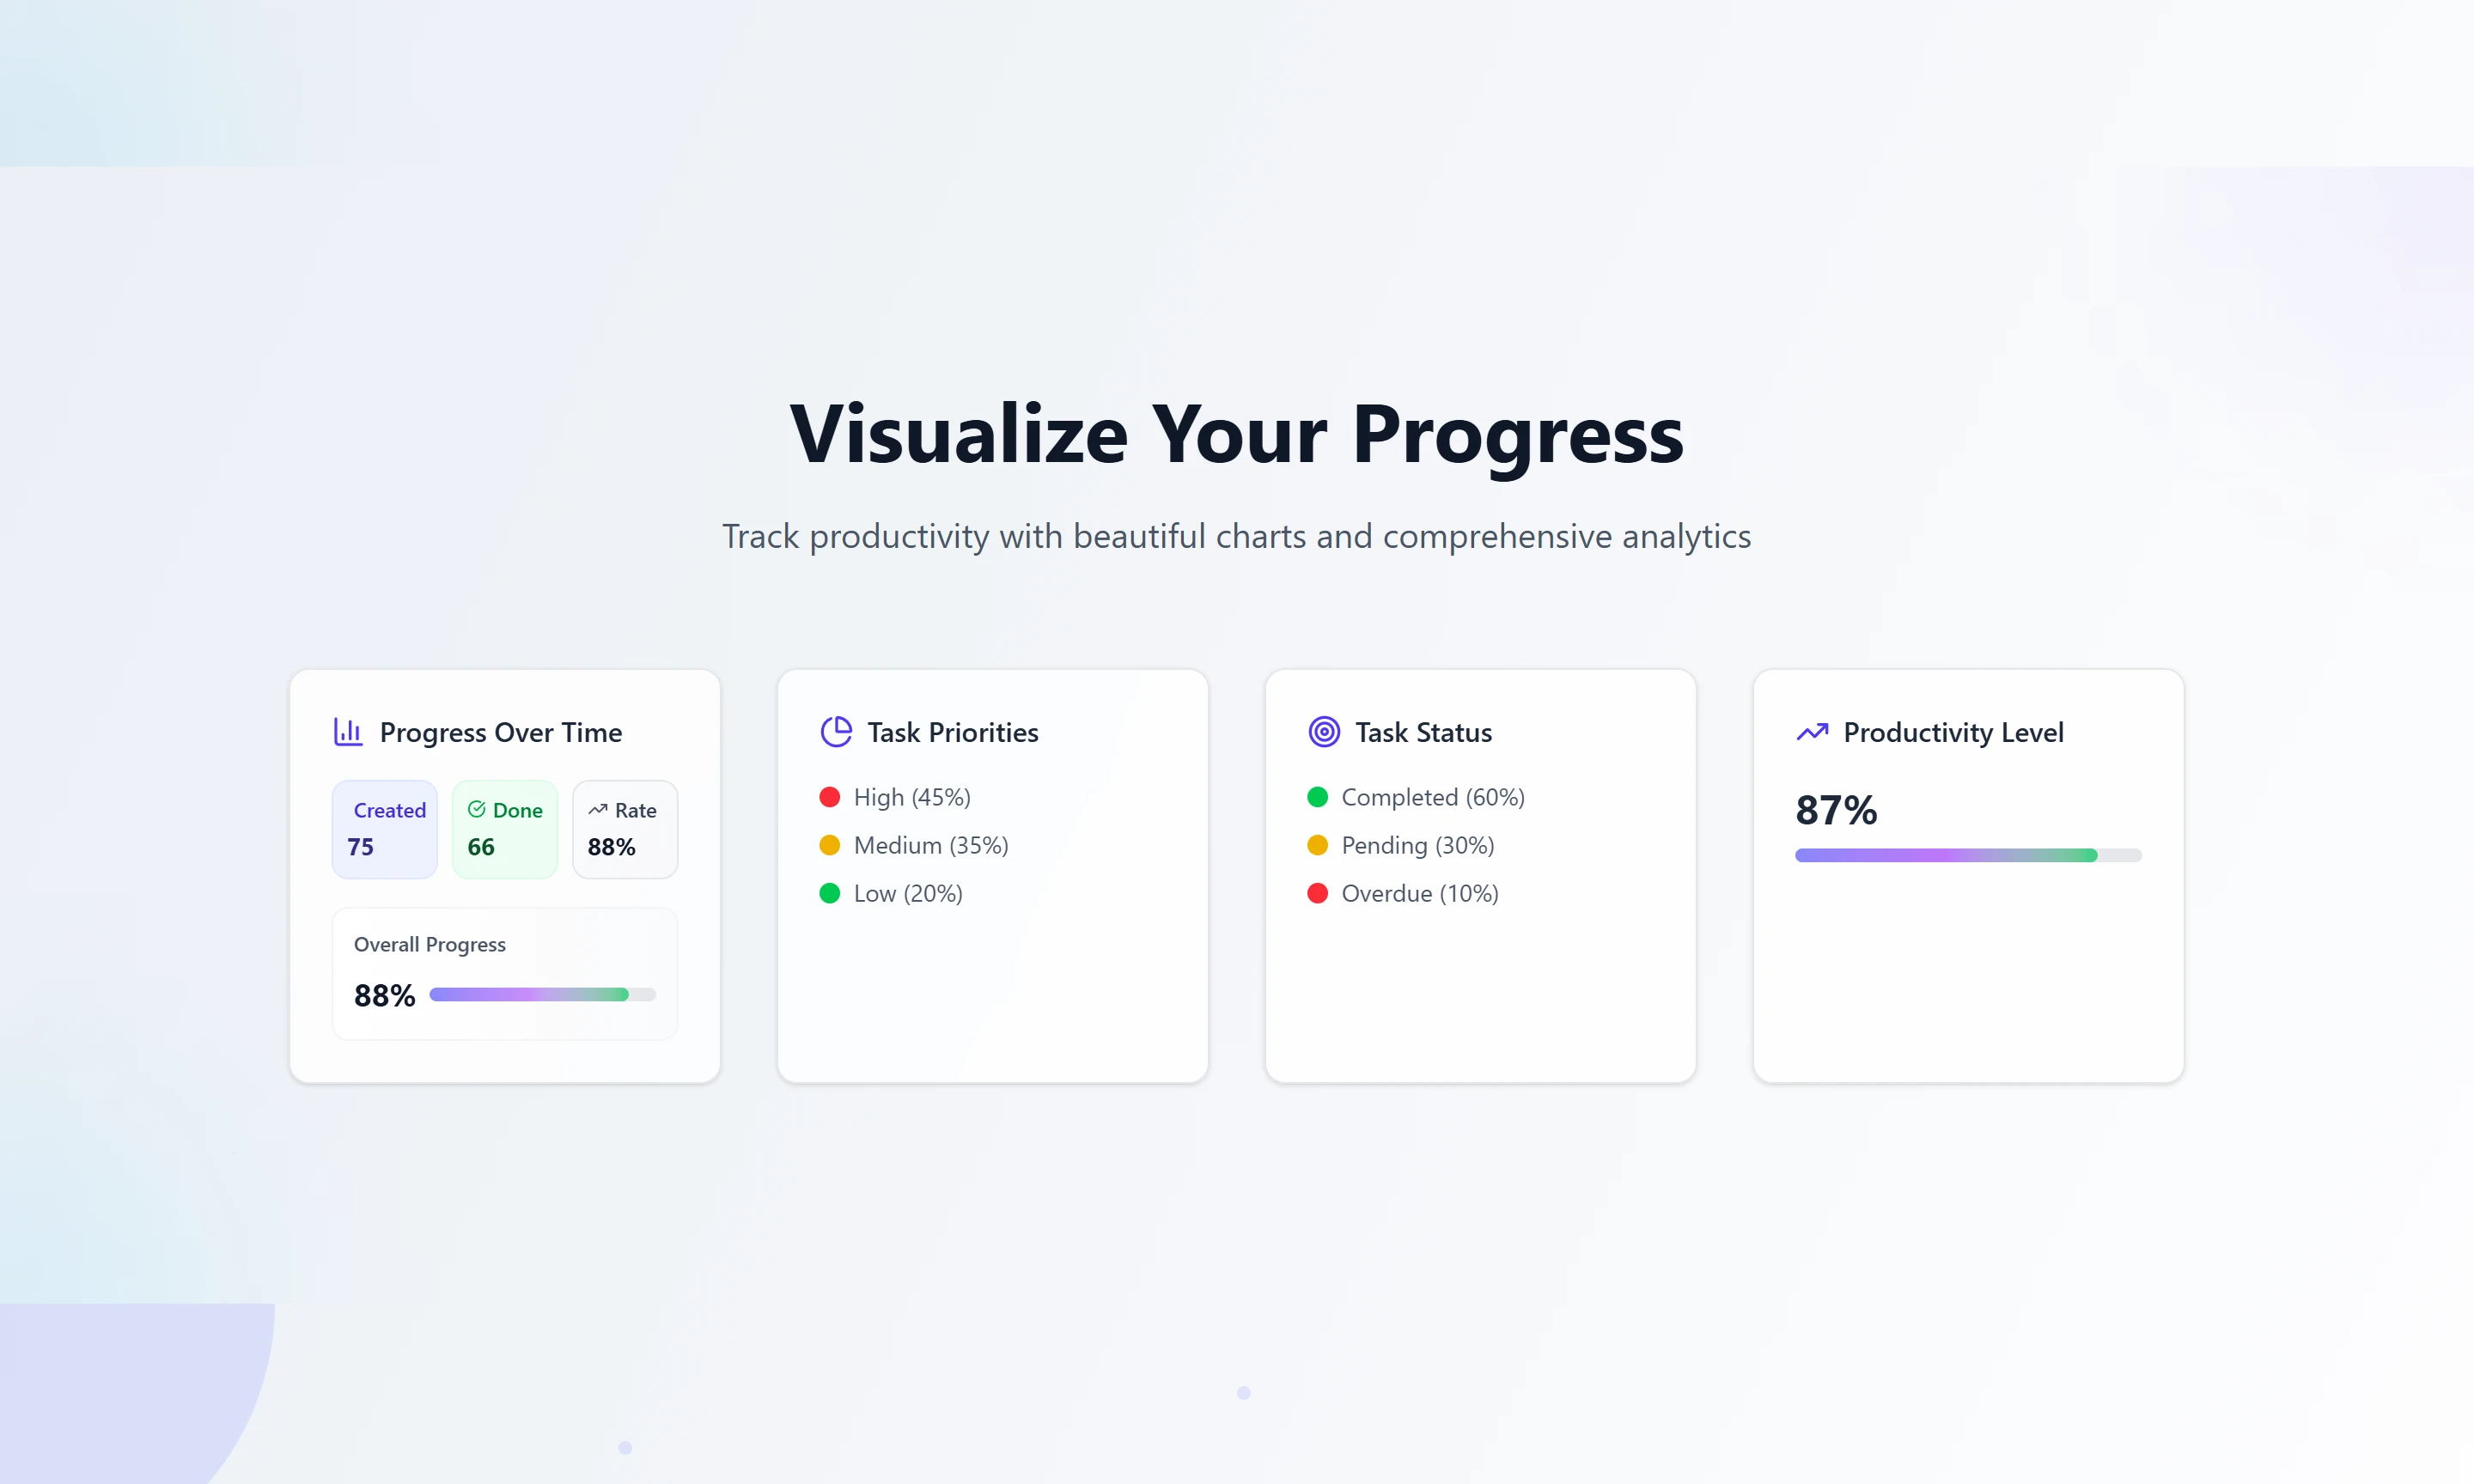 Visualize Your Progress
Track productivity with beautiful charts and comprehensive analytics
Progress Over Time
Created
75
Done
66
Rate
88%
Overall Progress
88%
Task Priorities
High (45%)
Medium (35%)
Low (20%)
Task Status
Completed (60%)
Pending (30%)
Overdue (10%)
Productivity Level
87%